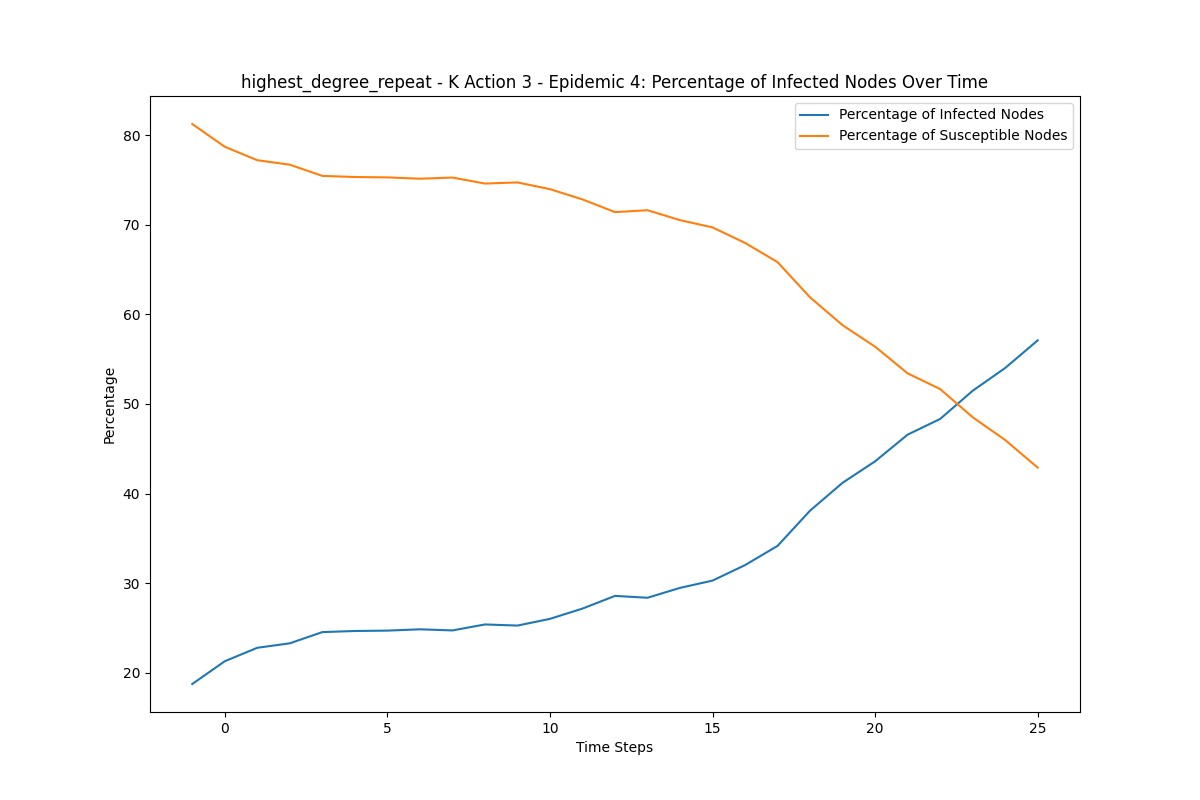 highest_degree_repeat - K Action 3 - Epidemic 4: Percentage of Infected Nodes Over Time
Percentage of Infected Nodes
Percentage of Susceptible Nodes
80
70
60
50
40
30
20
Percentage
0 5 10 15 20 25
Time Steps